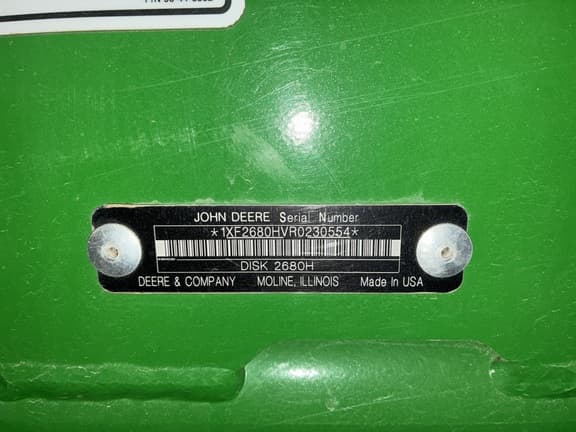 JOHN DEERE Serial Number
*1XF2680HVR0230554*
DISK 2680H
DEERE & COMPANY MOLINE, ILLINOIS Made In USA